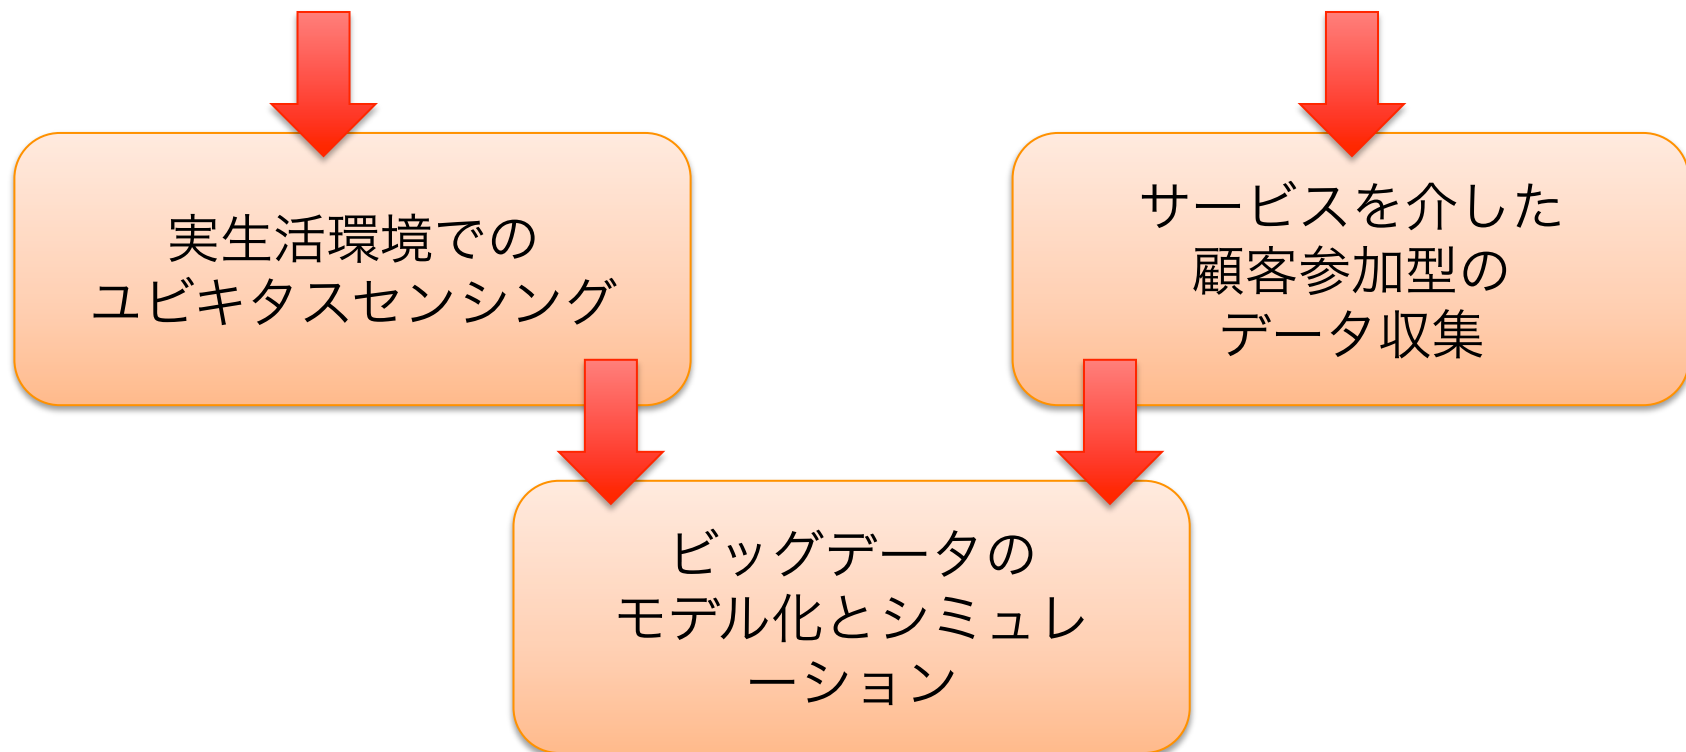 実生活環境での
ユビキタスセンシング
サービスを介した
顧客参加型の
データ収集
ビッグデータの
モデル化とシミュレ
ーション